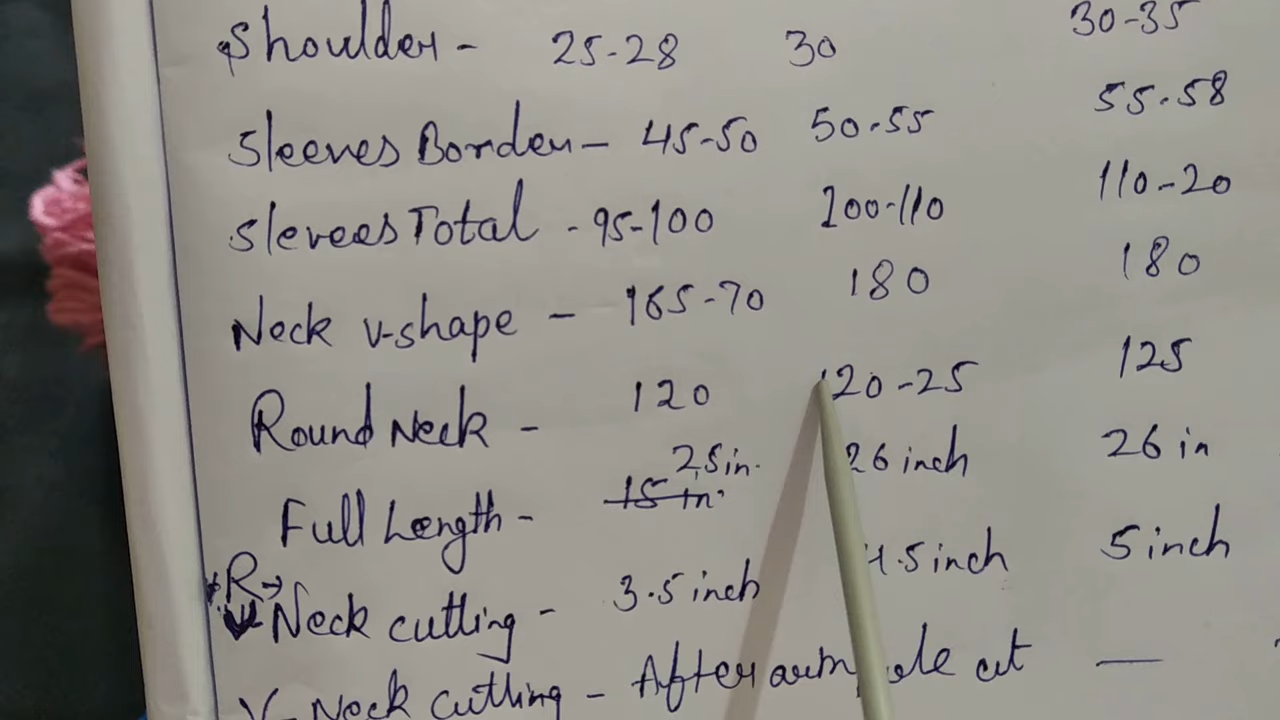 Shoulder - 25-28 30 30-35
Sleeves Border - 45-50 50-55 55-58
Slevees Total - 95-100 100-110 110-20
Neck V-shape - 165-70 180 180
Round Neck - 120 120-25 125
25in.
Full Length - 15 in. 26 inch 26 in
R→
Neck cutting - 3.5 inch 4.5 inch 5 inch
V- Neck cutting - After armhole cut —